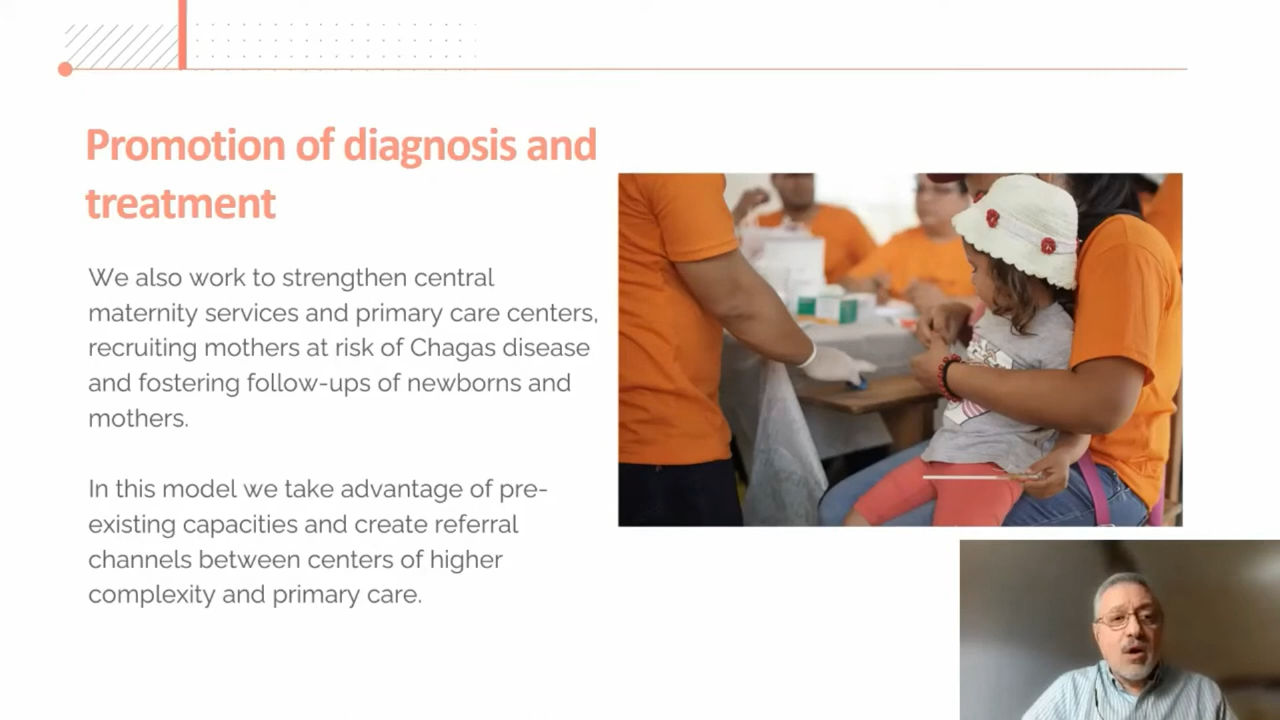 Promotion of diagnosis and
treatment
We also work to strengthen central
maternity services and primary care centers,
recruiting mothers at risk of Chagas disease
and fostering follow-ups of newborns and
mothers.
In this model we take advantage of pre-
existing capacities and create referral
channels between centers of higher
complexity and primary care.